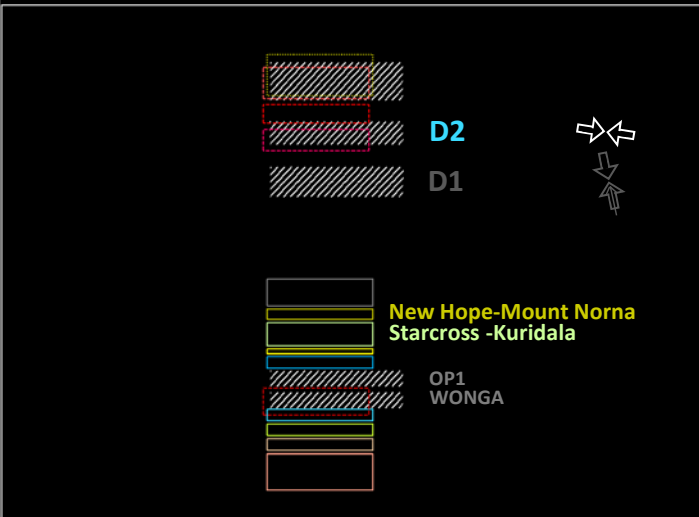 D2
D1
New Hope-Mount Norna
Starcross -Kuridala
OP1
WONGA